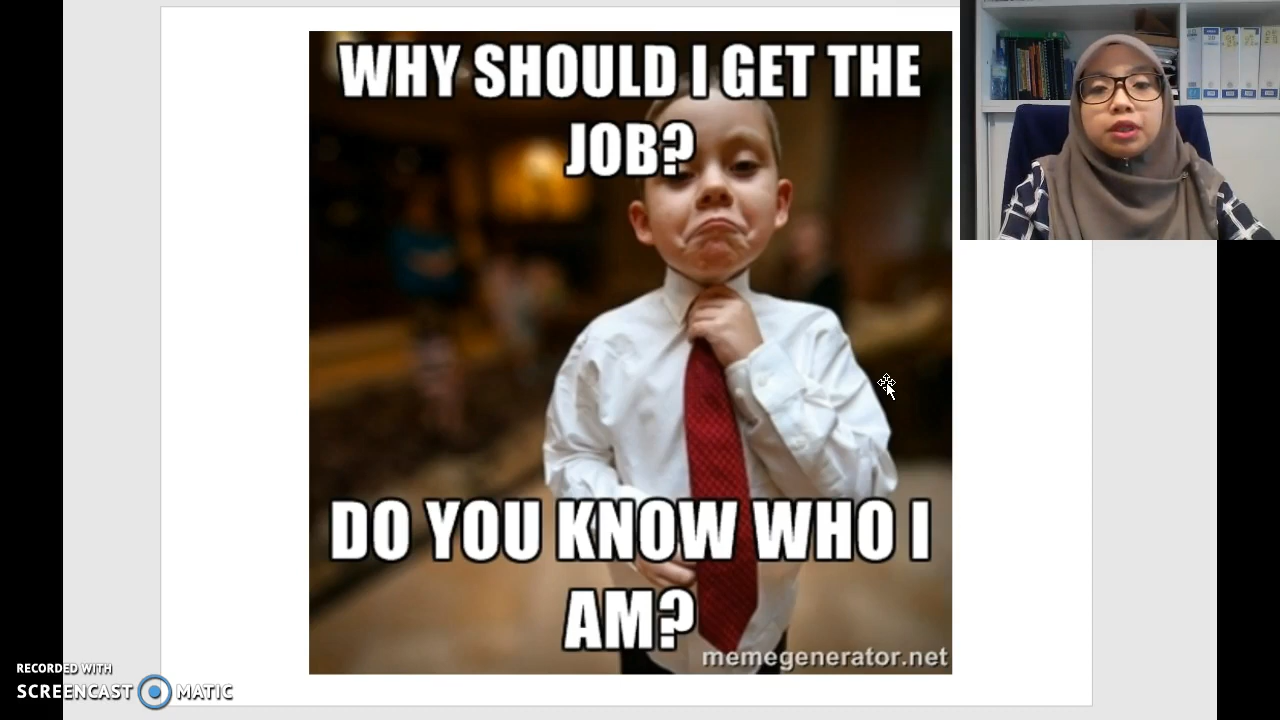 WHY SHOULD I GET THE
JOB?
DO YOU KNOW WHO I
AM?
memegenerator.net
RECORDED WITH
SCREENCAST MATIC